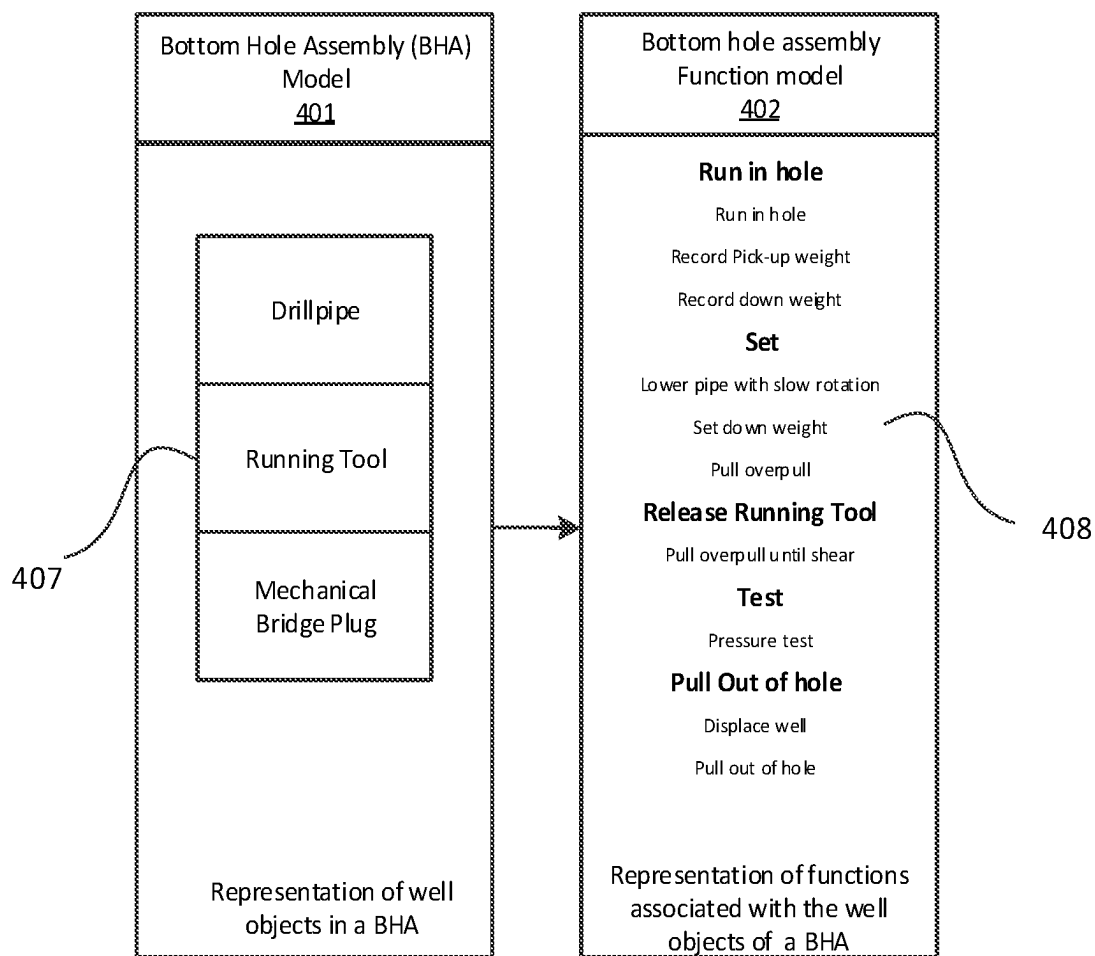 Bottom Hole Assembly (BHA)
Model
401
Drillpipe
Running Tool
Mechanical
Bridge Plug
Representation of well
objects in a BHA
407
Bottom hole assembly
Function model
402
Run in hole
Run in hole
Record Pick-up weight
Record down weight
Set
Lower pipe with slow rotation
Set down weight
Pull overpull
Release Running Tool
Pull overpull until shear
Test
Pressure test
Pull Out of hole
Displace well
Pull out of hole
Representation of functions
associated with the well
objects of a BHA
408